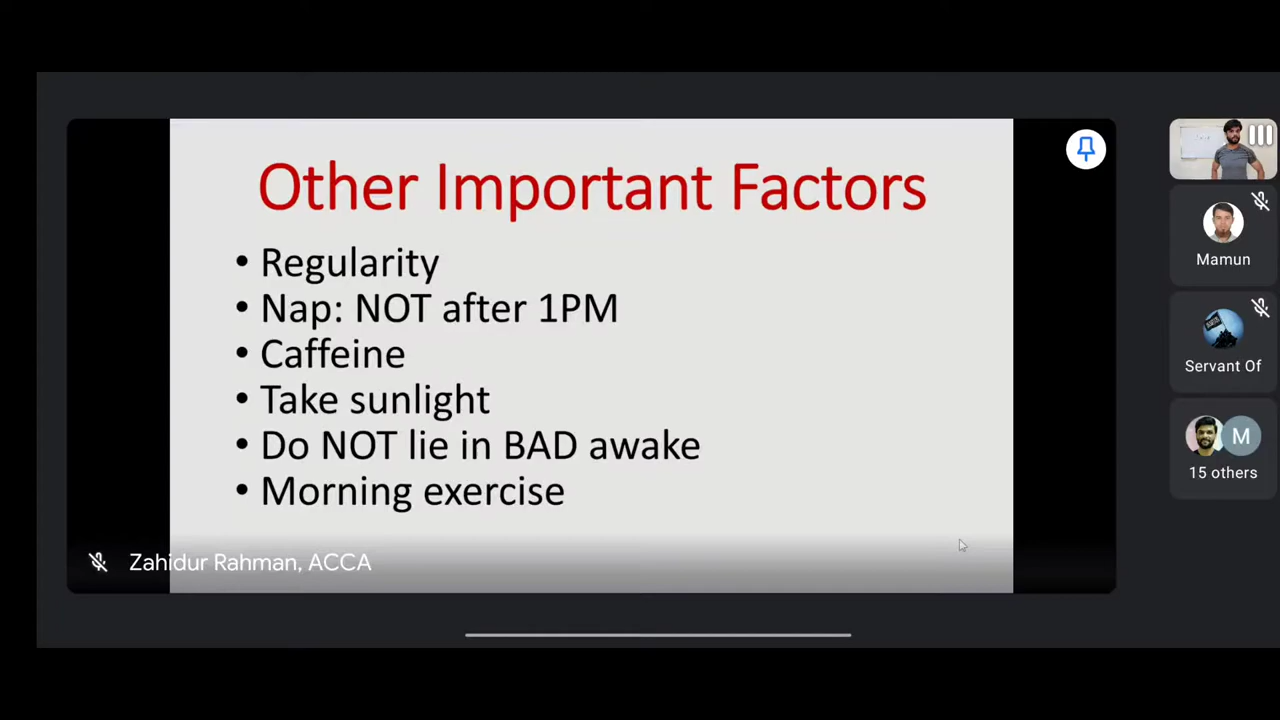 Other Important Factors
• Regularity
• Nap: NOT after 1PM
• Caffeine
• Take sunlight
• Do NOT lie in BAD awake
• Morning exercise
Zahidur Rahman, ACCA
Mamun
Servant Of
M
15 others